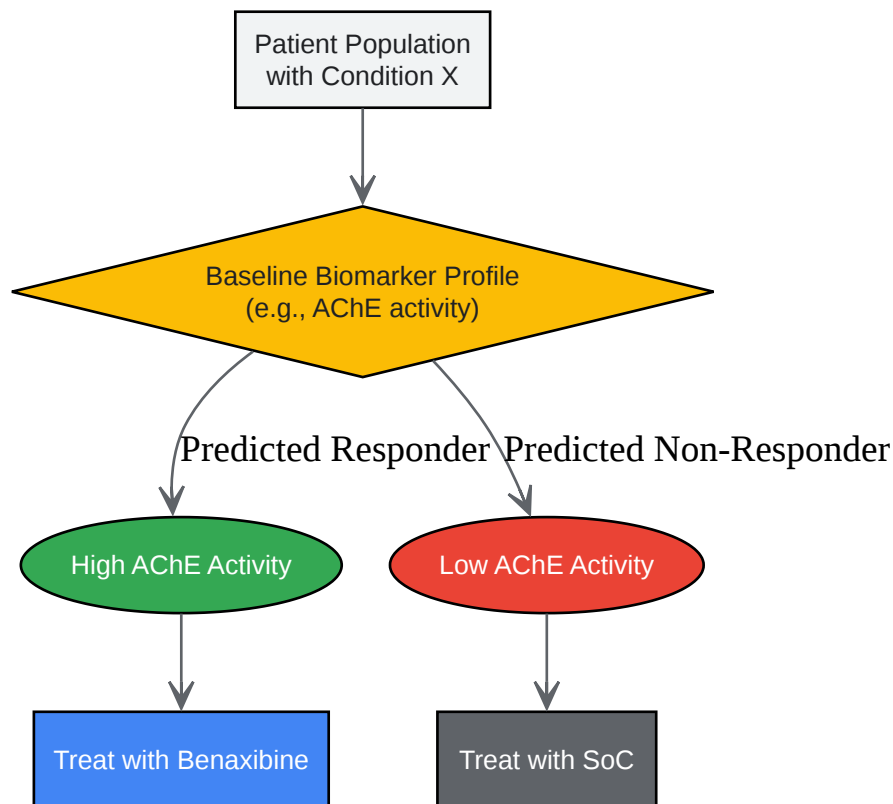 Patient Population
with Condition X
Baseline Biomarker Profile
(e.g., AChE activity)
Predicted Responder
Predicted Non-Responder
High AChE Activity
Low AChE Activity
Treat with Benaxibine
Treat with SoC